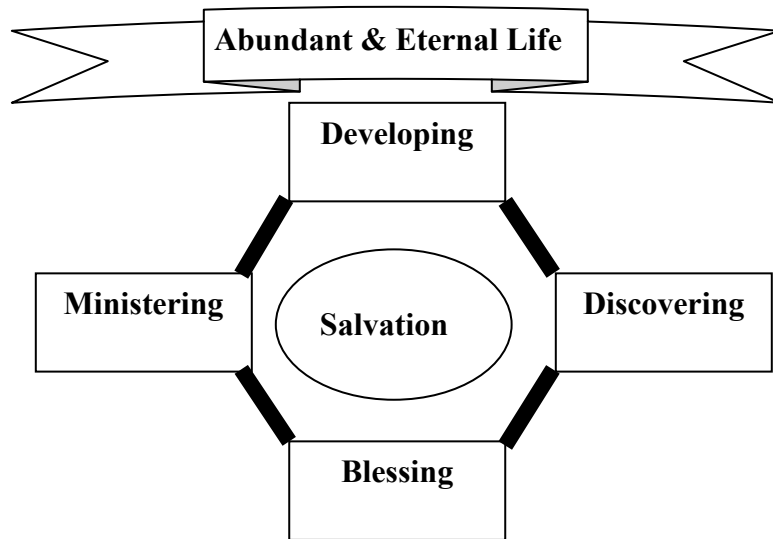 Abundant & Eternal Life
Developing
Ministering
Discovering
Salvation
Blessing